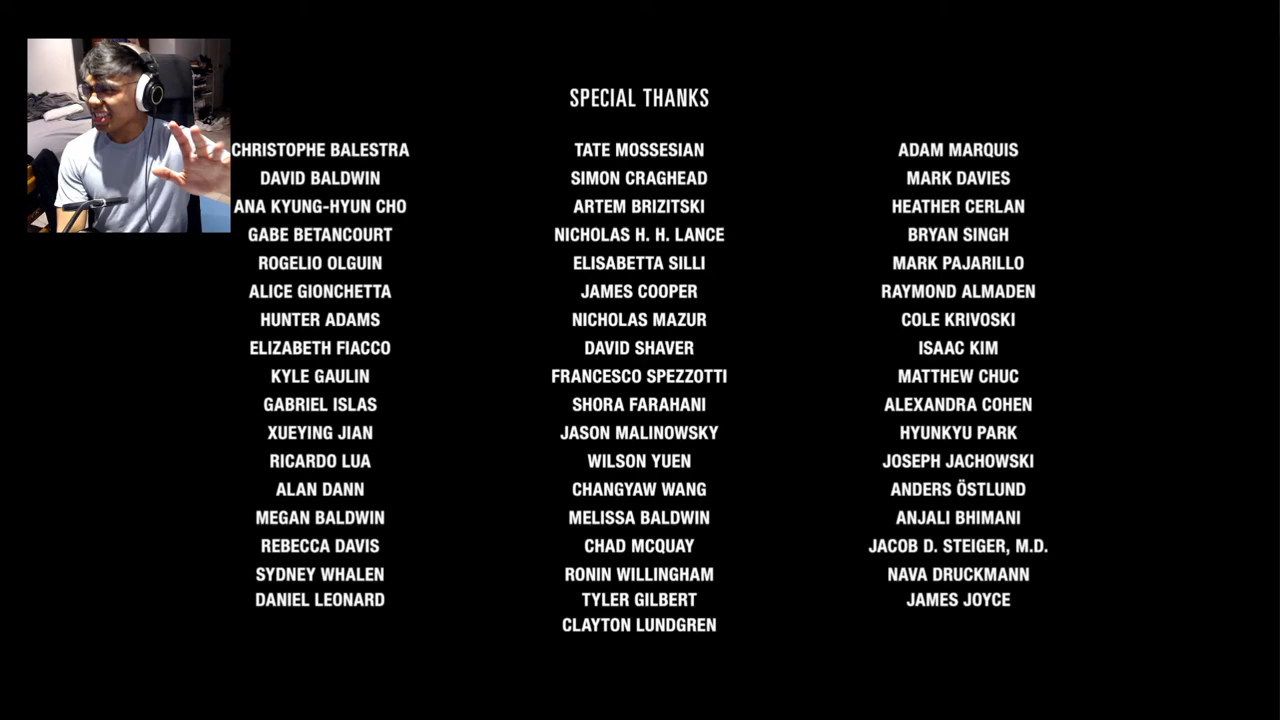 SPECIAL THANKS
CHRISTOPHE BALESTRA
DAVID BALDWIN
ANA KYUNG-HYUN CHO
GABE BETANCOURT
ROGELIO OLGUIN
ALICE GIONCHETTA
HUNTER ADAMS
ELIZABETH FIACCO
KYLE GAULIN
GABRIEL ISLAS
XUEYING JIAN
RICARDO LUA
ALAN DANN
MEGAN BALDWIN
REBECCA DAVIS
SYDNEY WHALEN
DANIEL LEONARD
TATE MOSSESIAN
SIMON CRAGHEAD
ARTEM BRIZITSKI
NICHOLAS H. H. LANCE
ELISABETTA SILLI
JAMES COOPER
NICHOLAS MAZUR
DAVID SHAVER
FRANCESCO SPEZZOTTI
SHORA FARAHANI
JASON MALINOWSKY
WILSON YUEN
CHANGYAW WANG
MELISSA BALDWIN
CHAD MCQUAY
RONIN WILLINGHAM
TYLER GILBERT
CLAYTON LUNDGREN
ADAM MARQUIS
MARK DAVIES
HEATHER CERLAN
BRYAN SINGH
MARK PAJARILLO
RAYMOND ALMADEN
COLE KRIVOSKI
ISAAC KIM
MATTHEW CHUC
ALEXANDRA COHEN
HYUNKYU PARK
JOSEPH JACHOWSKI
ANDERS ÖSTLUND
ANJALI BHIMANI
JACOB D. STEIGER, M.D.
NAVA DRUCKMANN
JAMES JOYCE